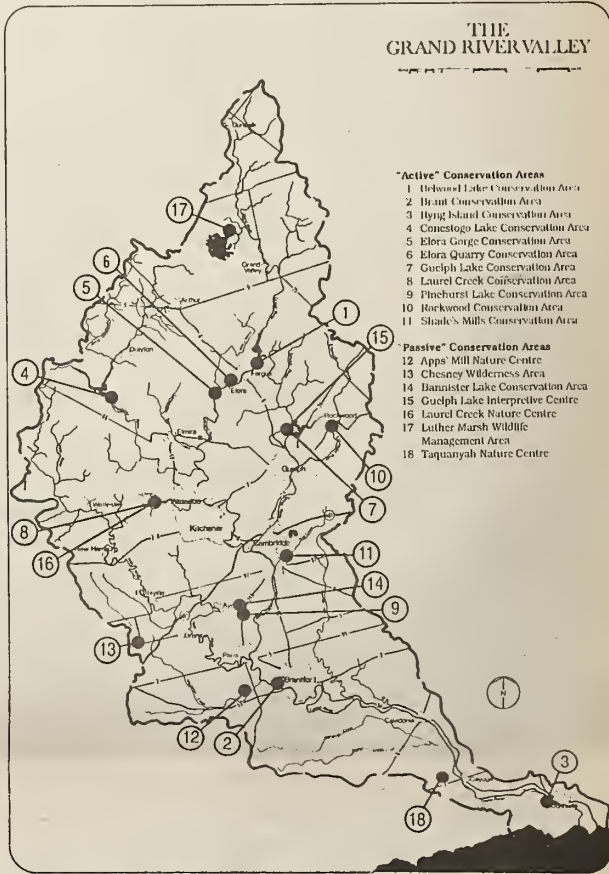 THE
GRAND RIVER VALLEY
"Active" Conservation Areas
1 Belwood Lake Conservation Area
2 Brant Conservation Area
3 Byng Island Conservation Area
4 Conestogo Lake Conservation Area
5 Elora Gorge Conservation Area
6 Elora Quarry Conservation Area
7 Guelph Lake Conservation Area
8 Laurel Creek Conservation Area
9 Pinehurst Lake Conservation Area
10 Rockwood Conservation Area
11 Shade's Mills Conservation Area
"Passive" Conservation Areas
12 Apps' Mill Nature Centre
13 Chesney Wilderness Area
14 Bannister Lake Conservation Area
15 Guelph Lake Interpretive Centre
16 Laurel Creek Nature Centre
17 Luther Marsh Wildlife
Management Area
18 Taquanyah Nature Centre
17
Grand
Valley
6
Arthur
5
1
15
Drayton
Fergus
4
Elora
Rockwood
Elmira
10
Guelph
7
Waterloo
8
Kitchener
16
Cambridge
11
14
Ayr
9
13
Paris
Brantford
N
12
2
Caledonia
3
Cayuga
18